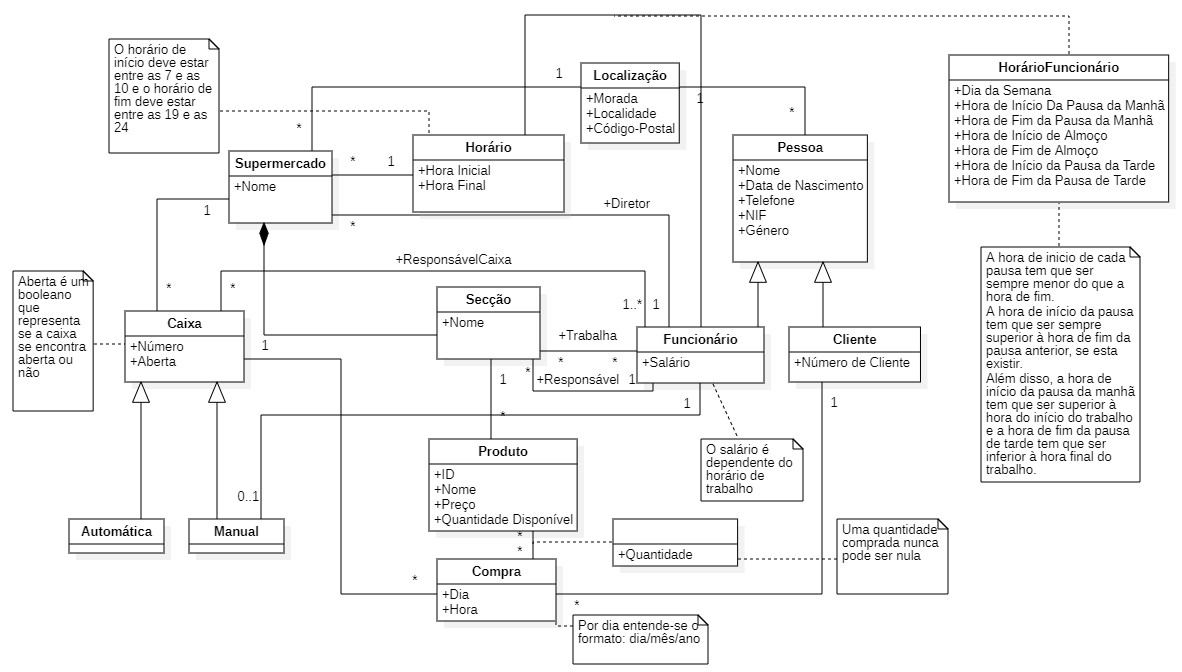 O horário de
início deve estar
entre as 7 e as
10 e o horário de
fim deve estar
entre as 19 e as
24
1
Localização
+Morada
+Localidade
+Código-Postal
1
*
HorárioFuncionário
+Dia da Semana
+Hora de Início Da Pausa da Manhã
+Hora de Fim da Pausa da Manhã
+Hora de Início de Almoço
+Hora de Fim de Almoço
+Hora de Início da Pausa da Tarde
+Hora de Fim da Pausa de Tarde
*
Supermercado
+Nome
*
1
Horário
+Hora Inicial
+Hora Final
Pessoa
+Nome
+Data de Nascimento
+Telefone
+NIF
+Género
1
*
+Diretor
A hora de inicio de cada
pausa tem que ser
sempre menor do que a
hora de fim.
A hora de início da pausa
tem que ser sempre
superior à hora de fim da
pausa anterior, se esta
existir.
Além disso, a hora de
início da pausa da manhã
tem que ser superior à
hora do início do trabalho
e a hora de fim da pausa
de tarde tem que ser
inferior à hora final do
trabalho.
Aberta é um
booleano
que
representa
se a caixa
se encontra
aberta ou
não
*
*
+ResponsávelCaixa
1..*
1
Caixa
+Número
+Aberta
1
Secção
+Nome
+Trabalha
*
*
*
+Responsável
1
1
*
Funcionário
+Salário
1
Cliente
+Número de Cliente
1
O salário é
dependente do
horário de
trabalho
Produto
+ID
+Nome
+Preço
+Quantidade Disponível
0..1
Automática
Manual
*
*
+Quantidade
Uma quantidade
comprada nunca
pode ser nula
*
Compra
+Dia
+Hora
*
Por dia entende-se o
formato: dia/mês/ano